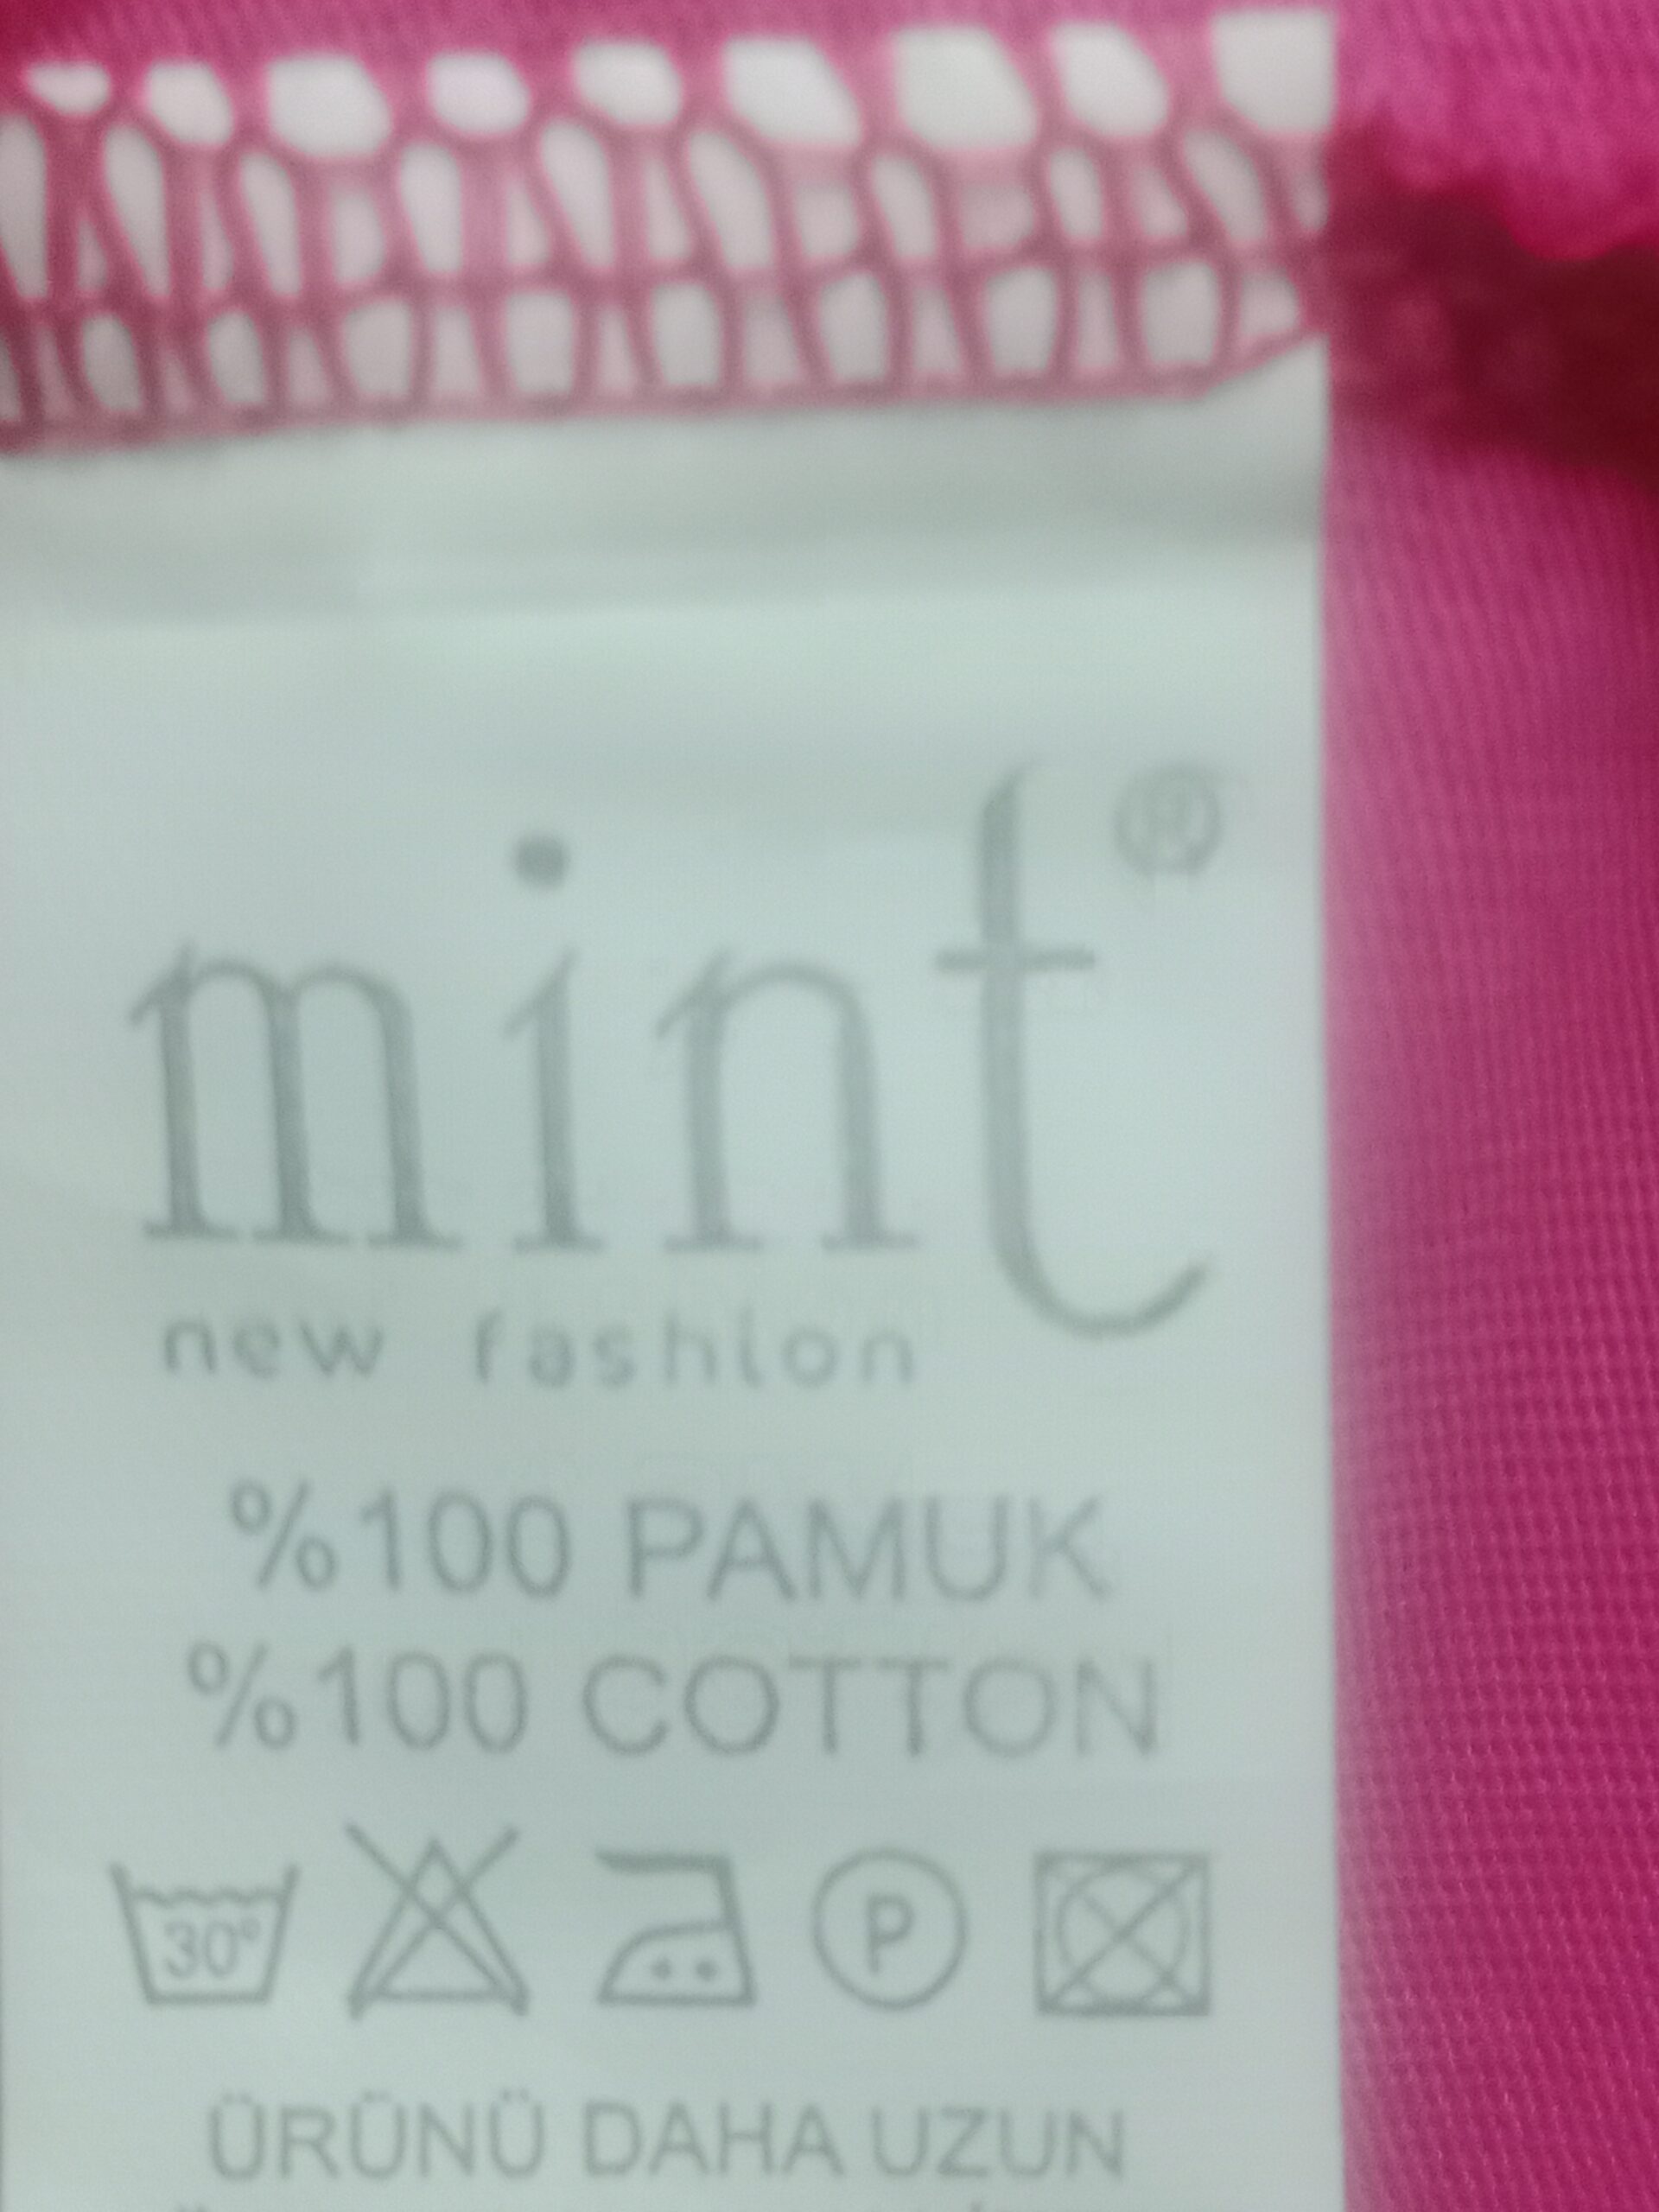 mint®
new fashion
%100 PAMUK
%100 COTTON
30° P
ÜRÜNÜ DAHA UZUN